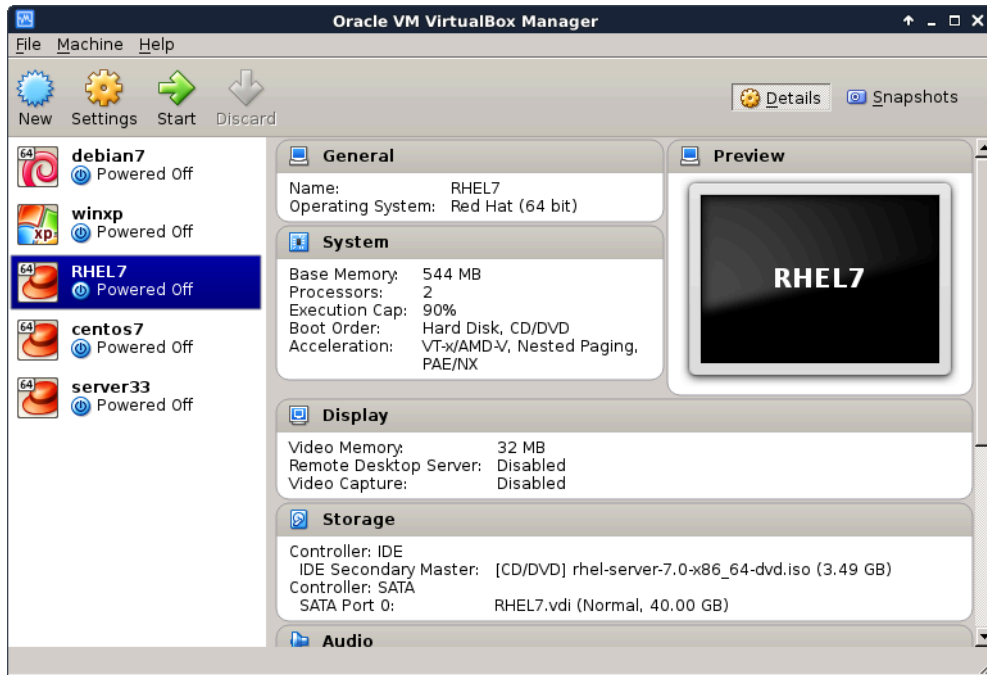 Oracle VM VirtualBox Manager
File Machine Help
New Settings Start Discard
Details Snapshots
64 debian7
Powered Off
xp winxp
Powered Off
64 RHEL7
Powered Off
64 centos7
Powered Off
64 server33
Powered Off
General
Name: RHEL7
Operating System: Red Hat (64 bit)
System
Base Memory: 544 MB
Processors: 2
Execution Cap: 90%
Boot Order: Hard Disk, CD/DVD
Acceleration: VT-x/AMD-V, Nested Paging,
PAE/NX
Preview
RHEL7
Display
Video Memory: 32 MB
Remote Desktop Server: Disabled
Video Capture: Disabled
Storage
Controller: IDE
IDE Secondary Master: [CD/DVD] rhel-server-7.0-x86_64-dvd.iso (3.49 GB)
Controller: SATA
SATA Port 0: RHEL7.vdi (Normal, 40.00 GB)
Audio